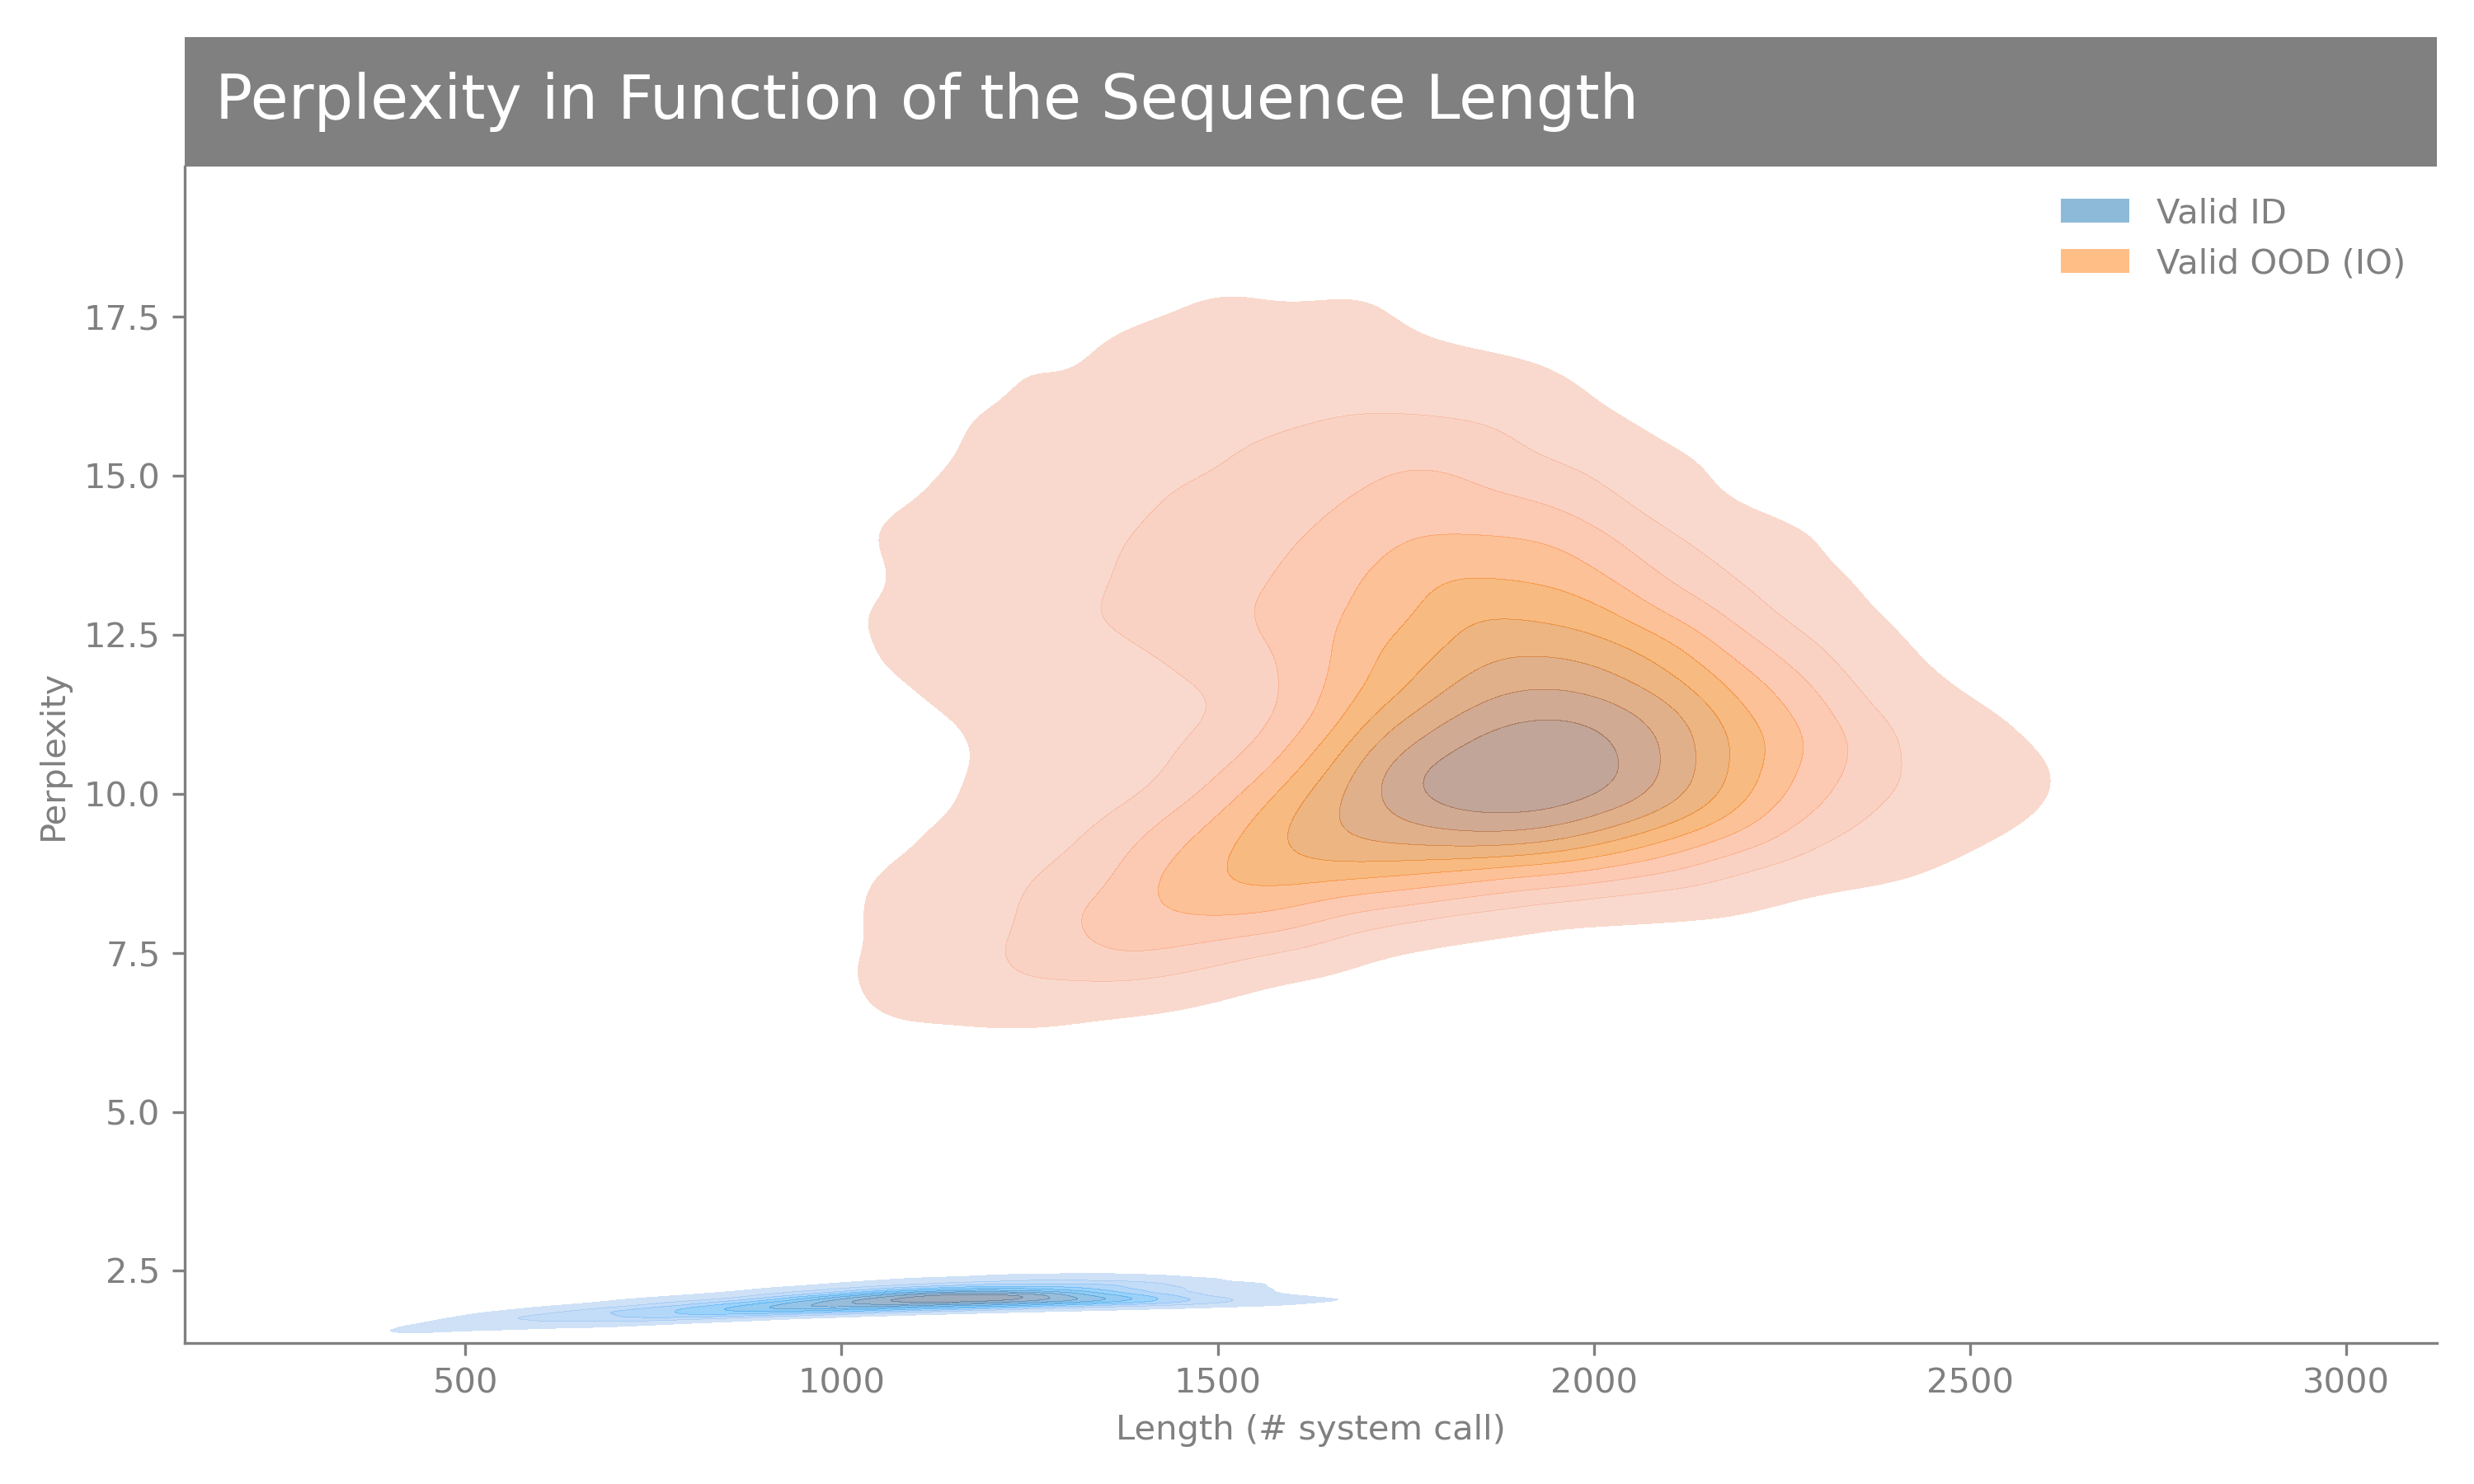 Perplexity in Function of the Sequence Length
Valid ID
Valid OOD (IO)
17.5
15.0
12.5
10.0
7.5
5.0
2.5
Perplexity
500 1000 1500 2000 2500 3000
Length (# system call)